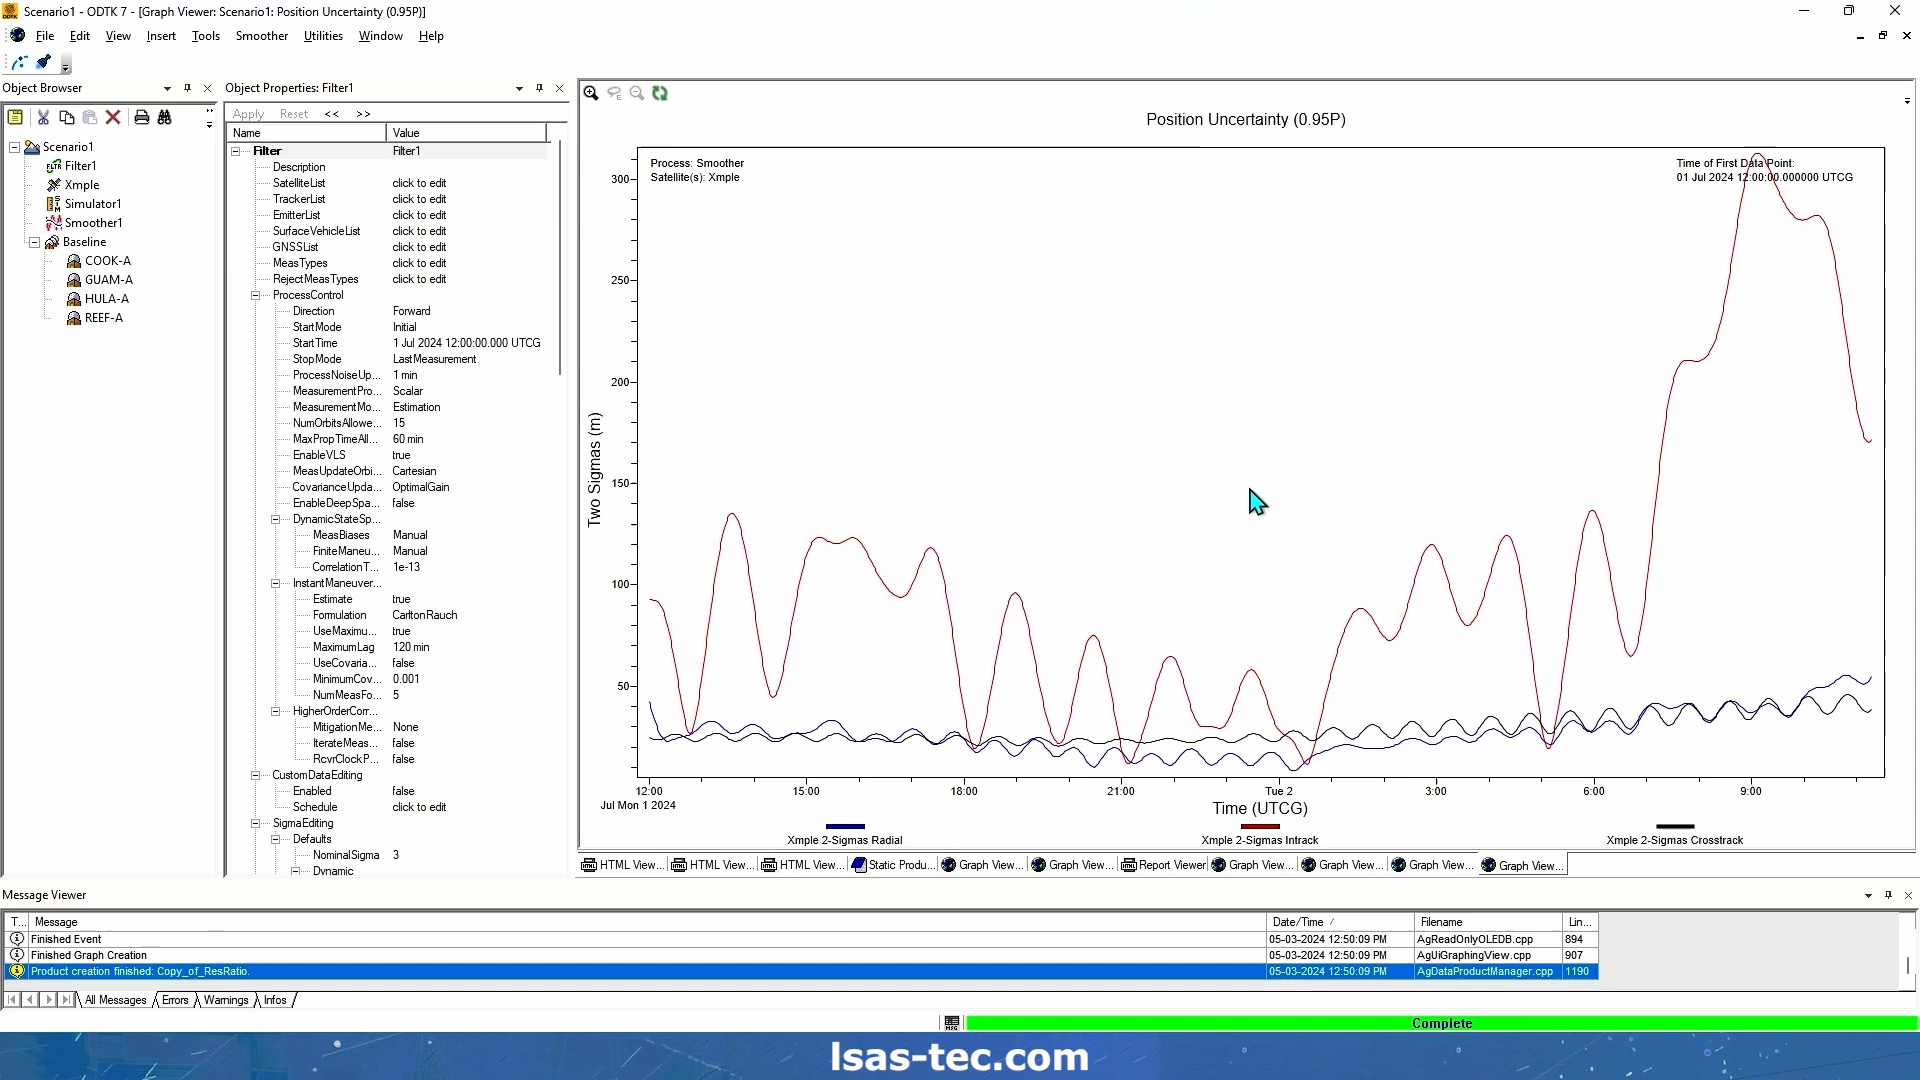 Scenario1 - ODTK 7 - [Graph Viewer: Scenario1: Position Uncertainty (0.95P)]
File Edit View Insert Tools Smoother Utilities Window Help
Object Browser
Scenario1
Filter1
Xmple
Simulator1
Smoother1
Baseline
COOK-A
GUAM-A
HULA-A
REEF-A
Object Properties: Filter1
Apply Reset << >>
Name Value
Filter Filter1
Description
SatelliteList click to edit
TrackerList click to edit
EmitterList click to edit
SurfaceVehicleList click to edit
GNSSList click to edit
MeasTypes click to edit
RejectMeasTypes click to edit
ProcessControl
Direction Forward
StartMode Initial
StartTime 1 Jul 2024 12:00:00.000 UTCG
StopMode LastMeasurement
ProcessNoiseUp... 1 min
MeasurementPro... Scalar
MeasurementMo... Estimation
NumOrbitsAllowe... 15
MaxPropTimeAll... 60 min
EnableVLS true
MeasUpdateOrbi... Cartesian
CovarianceUpda... OptimalGain
EnableDeepSpa... false
DynamicStateSp...
MeasBiases Manual
FiniteManeu... Manual
CorrelationT... 1e-13
InstantManeuver...
Estimate true
Formulation CarltonRauch
UseMaximu... true
MaximumLag 120 min
UseCovaria... false
MinimumCov... 0.001
NumMeasFo... 5
HigherOrderCorr...
MitigationMe... None
IterateMeas... false
RcvrClockP... false
CustomDataEditing
Enabled false
Schedule click to edit
SigmaEditing
Defaults
NominalSigma 3
Dynamic
Position Uncertainty (0.95P)
Process: Smoother
Satellite(s): Xmple
Time of First Data Point:
01 Jul 2024 12:00:00.000000 UTCG
Two Sigmas (m)
300
250
200
150
100
50
12:00 15:00 18:00 21:00 Tue 2 3:00 6:00 9:00
Jul Mon 1 2024
Time (UTCG)
Xmple 2-Sigmas Radial Xmple 2-Sigmas Intrack Xmple 2-Sigmas Crosstrack
HTML View... HTML View... HTML View... Static Produ... Graph View... Graph View... Report Viewer Graph View... Graph View... Graph View... Graph View...
Message Viewer
T... Message Date/Time / Filename Lin...
Finished Event 05-03-2024 12:50:09 PM AgReadOnlyOLEDB.cpp 894
Finished Graph Creation 05-03-2024 12:50:09 PM AgUiGraphingView.cpp 907
Product creation finished: Copy_of_ResRatio. 05-03-2024 12:50:09 PM AgDataProductManager.cpp 1190
All Messages Errors Warnings Infos
Complete
lsas-tec.com